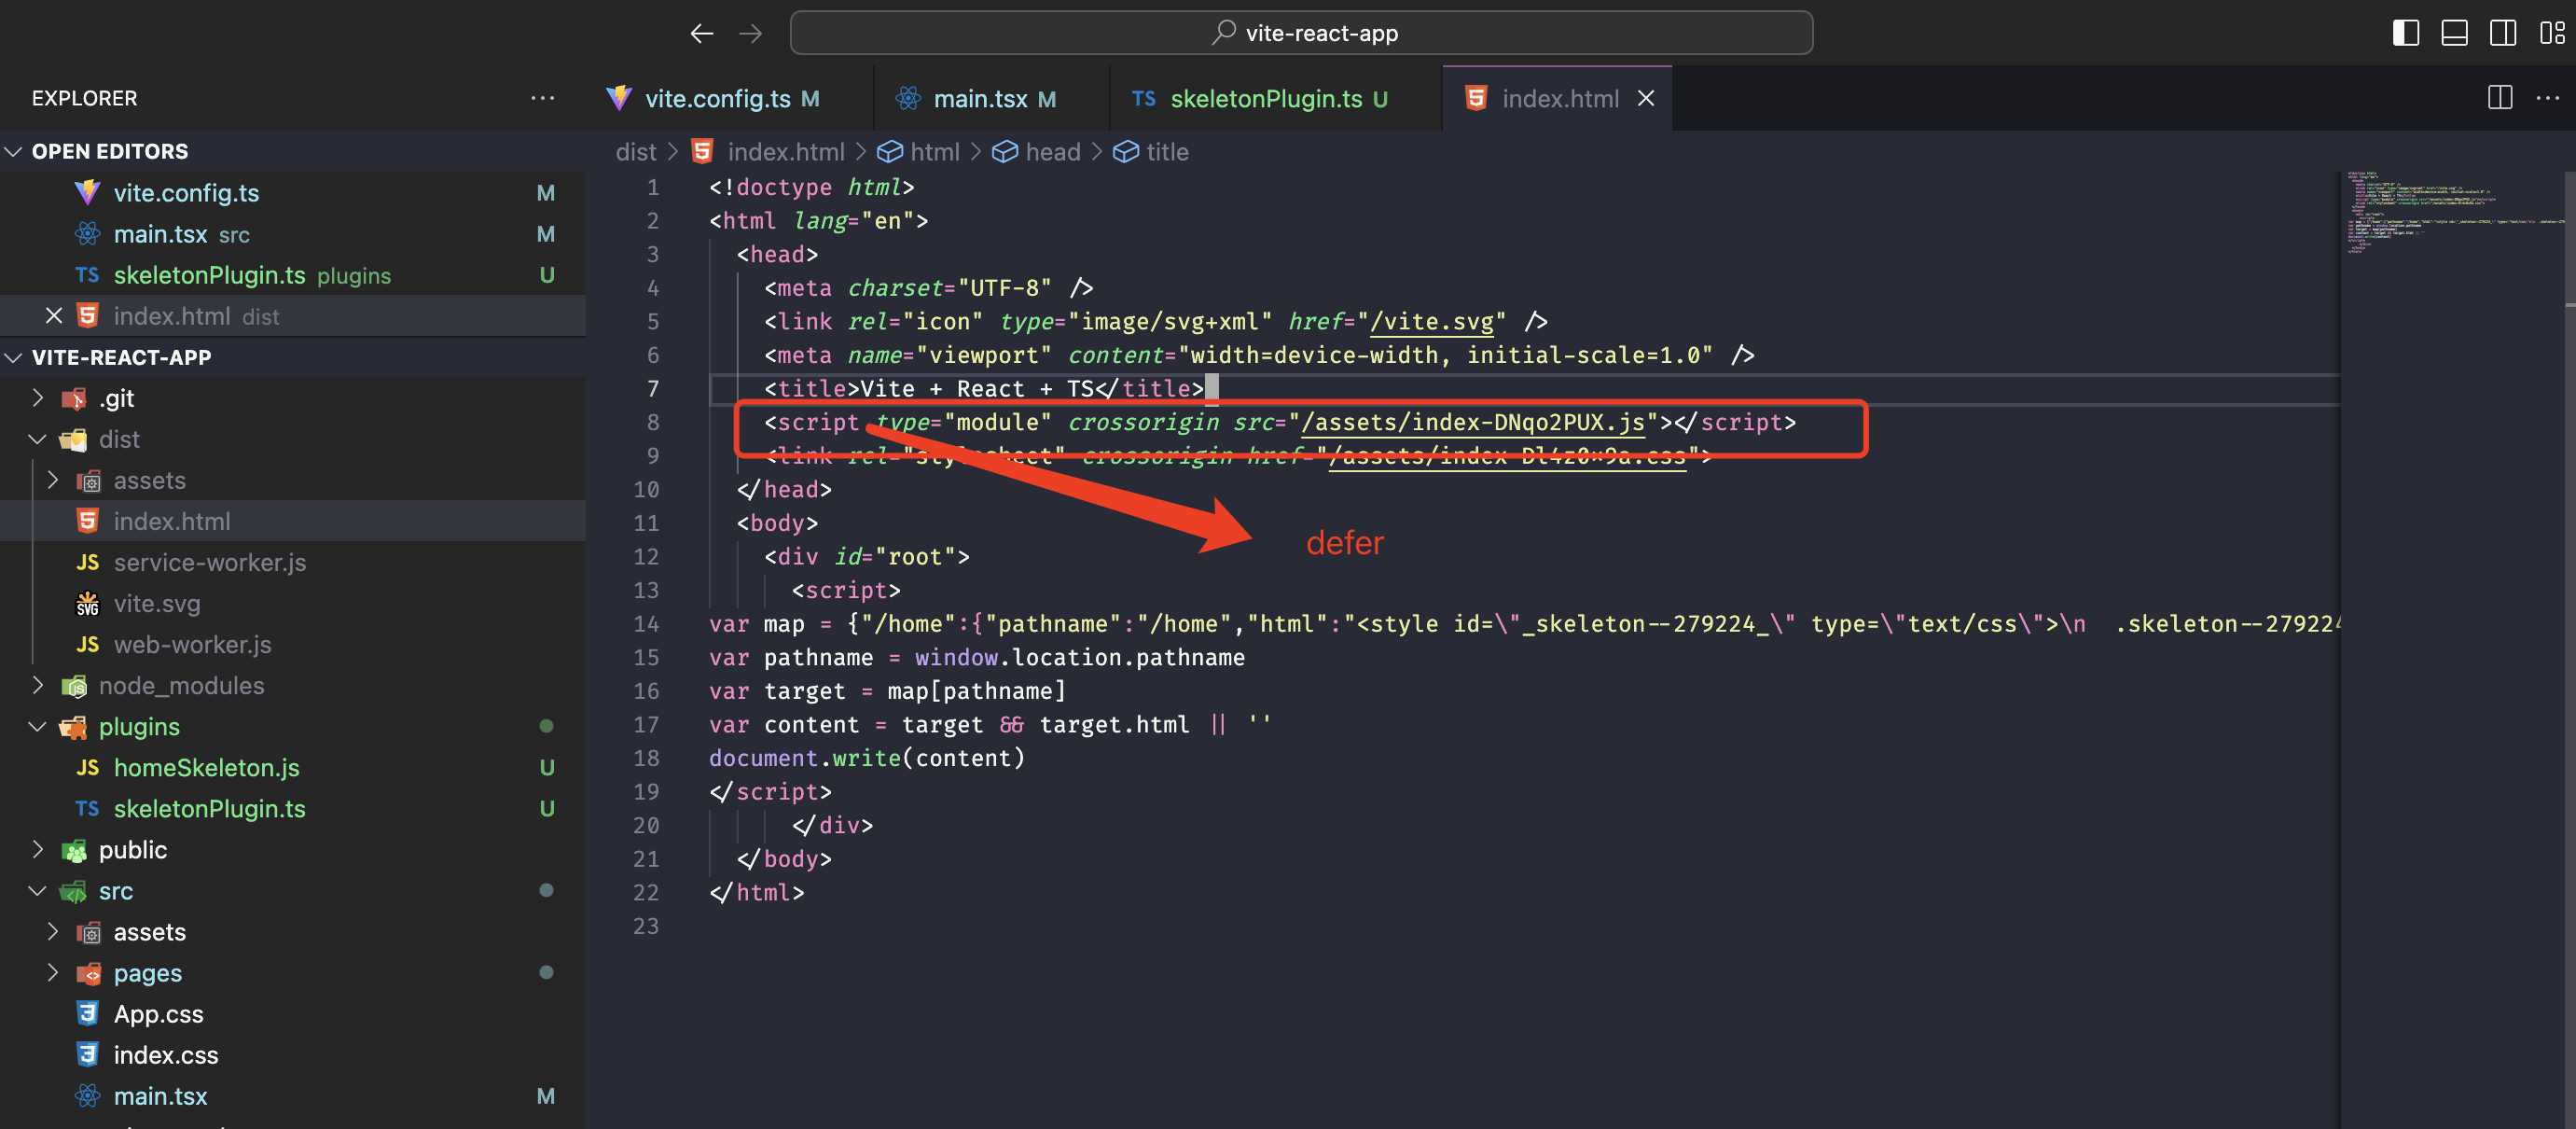 vite-react-app
EXPLORER
vite.config.ts M
main.tsx M
TS skeletonPlugin.ts U
index.html
OPEN EDITORS
vite.config.ts M
main.tsx src M
TS skeletonPlugin.ts plugins U
index.html dist
VITE-REACT-APP
.git
dist
assets
index.html
JS service-worker.js
SVG vite.svg
JS web-worker.js
node_modules
plugins
JS homeSkeleton.js U
TS skeletonPlugin.ts U
public
src
assets
pages
App.css
index.css
main.tsx M
dist > index.html > html > head > title
1 <!doctype html>
2 <html lang="en">
3 <head>
4 <meta charset="UTF-8" />
5 <link rel="icon" type="image/svg+xml" href="/vite.svg" />
6 <meta name="viewport" content="width=device-width, initial-scale=1.0" />
7 <title>Vite + React + TS</title>
8 <script type="module" crossorigin src="/assets/index-DNqo2PUX.js"></script>
9 <link rel="stylesheet" crossorigin href=
10 </head>
defer
11 <body>
12 <div id="root">
13 <script>
14 var map = {"/home":{"pathname":"/home","html":"<style id=\"_skeleton--279224_\" type=\"text/css\">\n .skeleton--279224
15 var pathname = window.location.pathname
16 var target = map[pathname]
17 var content = target && target.html || ''
18 document.write(content)
19 </script>
20 </div>
21 </body>
22 </html>
23